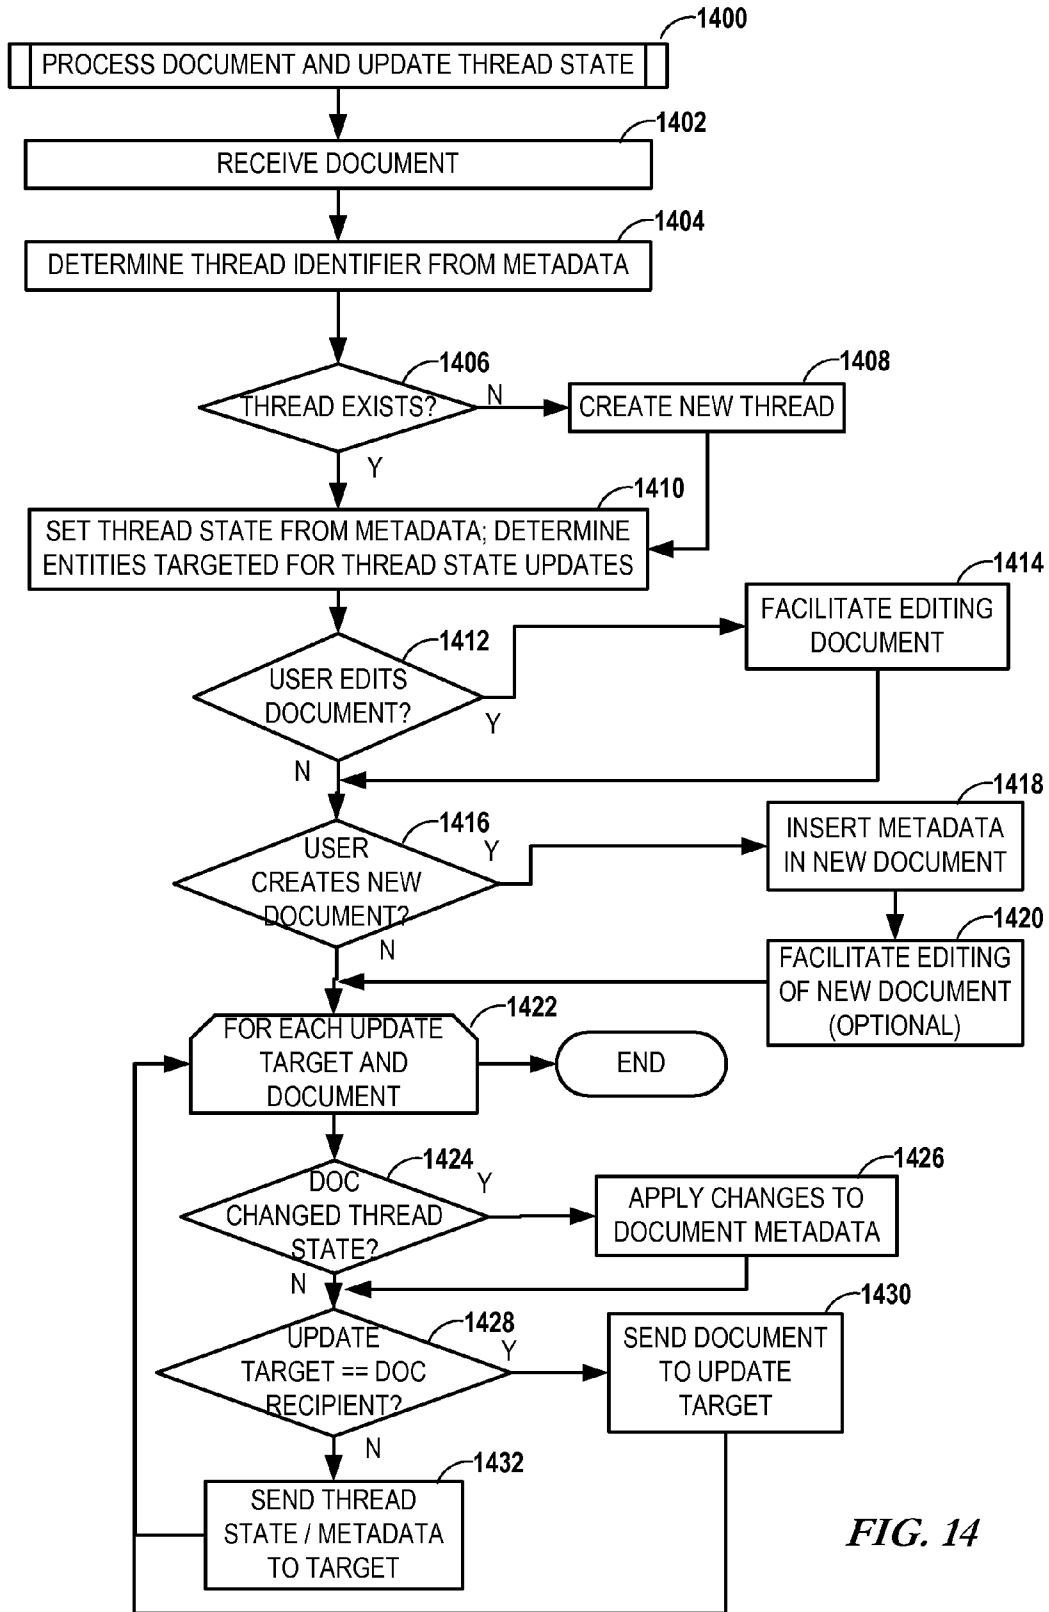 1400
PROCESS DOCUMENT AND UPDATE THREAD STATE
1402
RECEIVE DOCUMENT
1404
DETERMINE THREAD IDENTIFIER FROM METADATA
1406
THREAD EXISTS?
N
Y
1408
CREATE NEW THREAD
1410
SET THREAD STATE FROM METADATA; DETERMINE
ENTITIES TARGETED FOR THREAD STATE UPDATES
1412
USER EDITS
DOCUMENT?
Y
N
1414
FACILITATE EDITING
DOCUMENT
1416
USER
CREATES NEW
DOCUMENT?
Y
N
1418
INSERT METADATA
IN NEW DOCUMENT
1420
FACILITATE EDITING
OF NEW DOCUMENT
(OPTIONAL)
1422
FOR EACH UPDATE
TARGET AND
DOCUMENT
END
1424
DOC
CHANGED THREAD
STATE?
Y
N
1426
APPLY CHANGES TO
DOCUMENT METADATA
1428
UPDATE
TARGET == DOC
RECIPIENT?
Y
N
1430
SEND DOCUMENT
TO UPDATE
TARGET
1432
SEND THREAD
STATE / METADATA
TO TARGET
FIG. 14